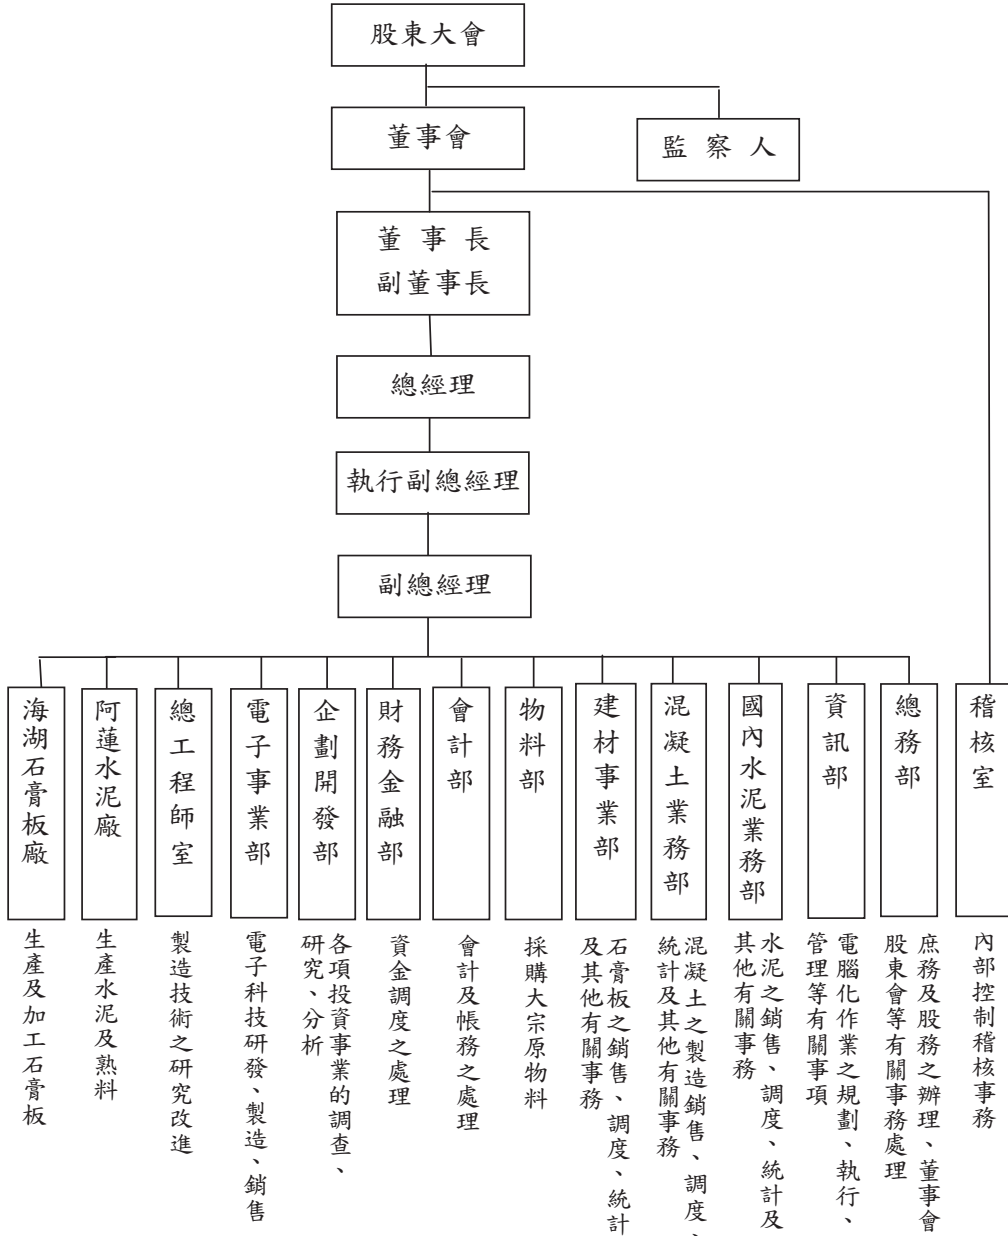 股東大會
董事會
監察人
董事長
副董事長
總經理
執行副總經理
副總經理
海湖石膏板廠
阿蓮水泥廠
總工程師室
電子事業部
企劃開發部
財務金融部
會計部
物料部
建材事業部
混凝土業務部
國內水泥業務部
資訊部
總務部
稽核室
生產及加工石膏板
生產水泥及熟料
製造技術之研究改進
電子科技研發、製造、銷售
各項投資事業的調查、
研究、分析
資金調度之處理
會計及帳務之處理
採購大宗原物料
石膏板之銷售、調度、統計
及其他有關事務
混凝土之製造銷售、調度、
統計及其他有關事務
水泥之銷售、調度、統計及
其他有關事務
電腦化作業之規劃、執行、
管理等有關事項
庶務及股務之辦理、董事會
股東會等有關事務處理
內部控制稽核事務